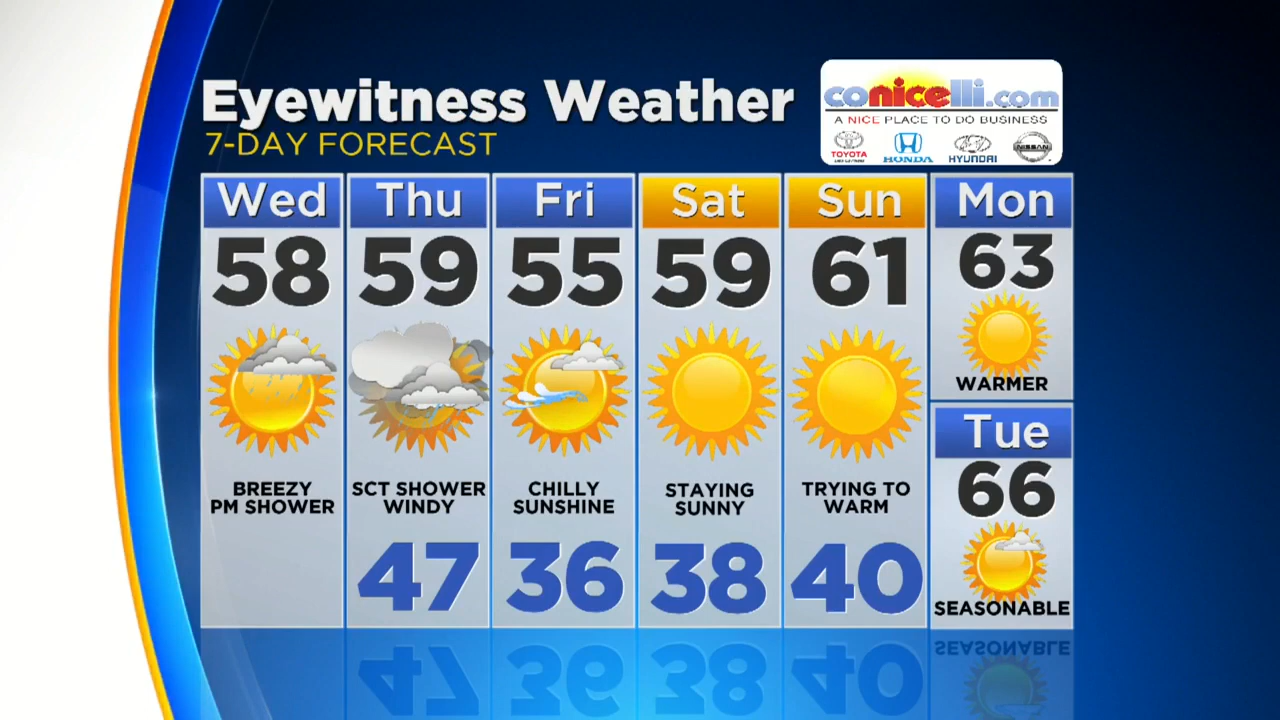 Eyewitness Weather
7-DAY FORECAST
conicelli.com
A NICE PLACE TO DO BUSINESS
TOYOTA
HONDA
HYUNDAI
NISSAN
Wed
58
BREEZY
PM SHOWER
Thu
59
SCT SHOWER
WINDY
47
Fri
55
CHILLY
SUNSHINE
36
Sat
59
STAYING
SUNNY
38
Sun
61
TRYING TO
WARM
40
Mon
63
WARMER
Tue
66
SEASONABLE